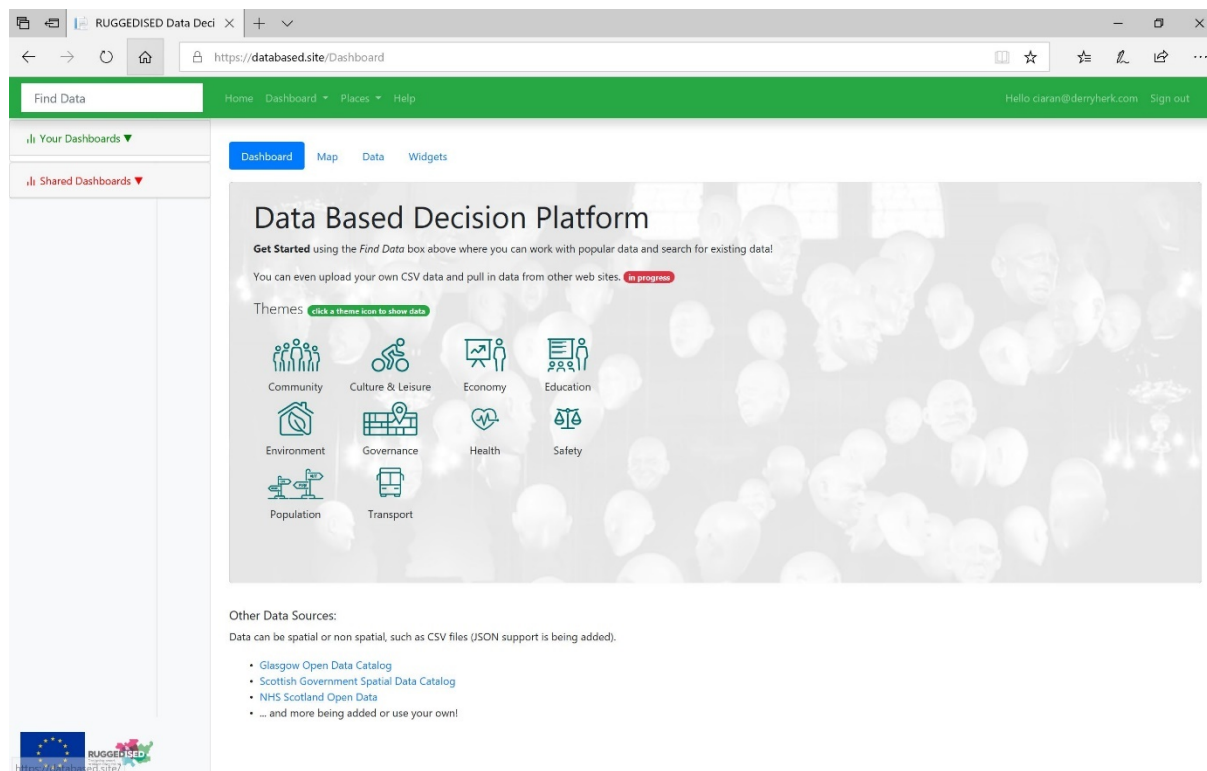 RUGGEDISED Data Deci
https://databased.site/Dashboard
Find Data
Home Dashboard Places Help
Hello ciaran@derryherk.com Sign out
Your Dashboards ▼
Shared Dashboards ▼
Dashboard Map Data Widgets
Data Based Decision Platform
Get Started using the Find Data box above where you can work with popular data and search for existing data!
You can even upload your own CSV data and pull in data from other web sites. in progress
Themes click a theme icon to show data
Community Culture & Leisure Economy Education
Environment Governance Health Safety
Population Transport
Other Data Sources:
Data can be spatial or non spatial, such as CSV files (JSON support is being added).
• Glasgow Open Data Catalog
• Scottish Government Spatial Data Catalog
• NHS Scotland Open Data
• ... and more being added or use your own!
RUGGEDISED
https://databased.site/